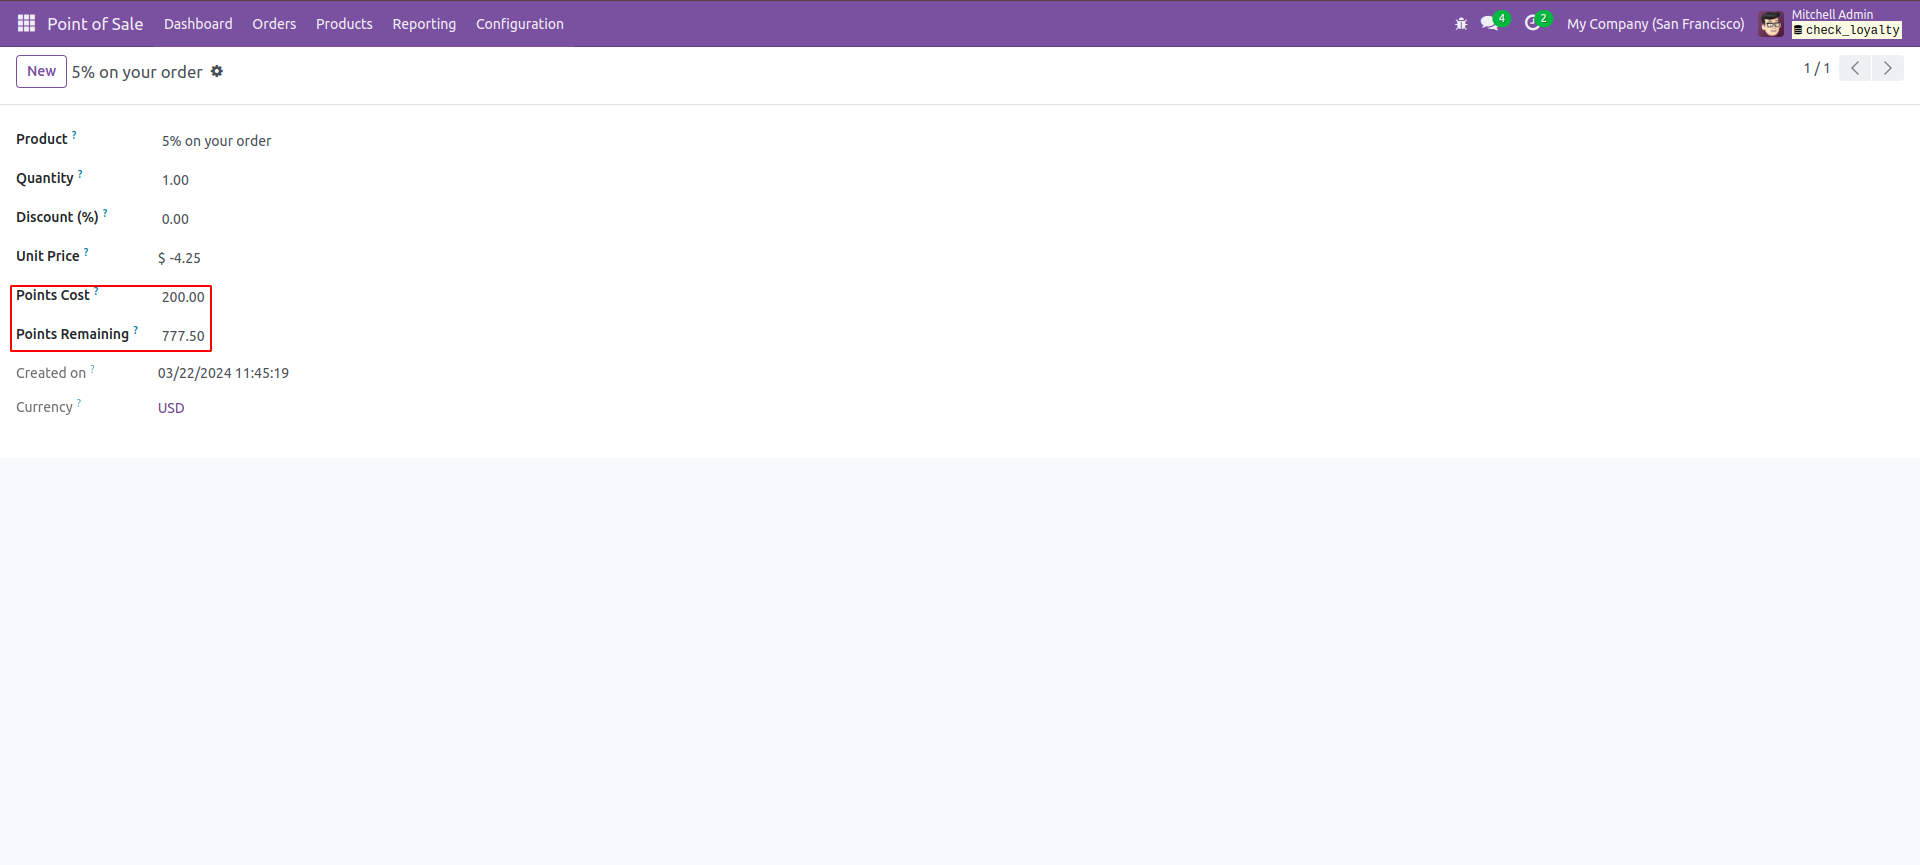 Point of Sale Dashboard Orders Products Reporting Configuration 4 2 My Company (San Francisco) Mitchell Admin
check_loyalty
New 5% on your order 1 / 1
Product ? 5% on your order
Quantity ? 1.00
Discount (%) ? 0.00
Unit Price ? $ -4.25
Points Cost ? 200.00
Points Remaining ? 777.50
Created on ? 03/22/2024 11:45:19
Currency ? USD